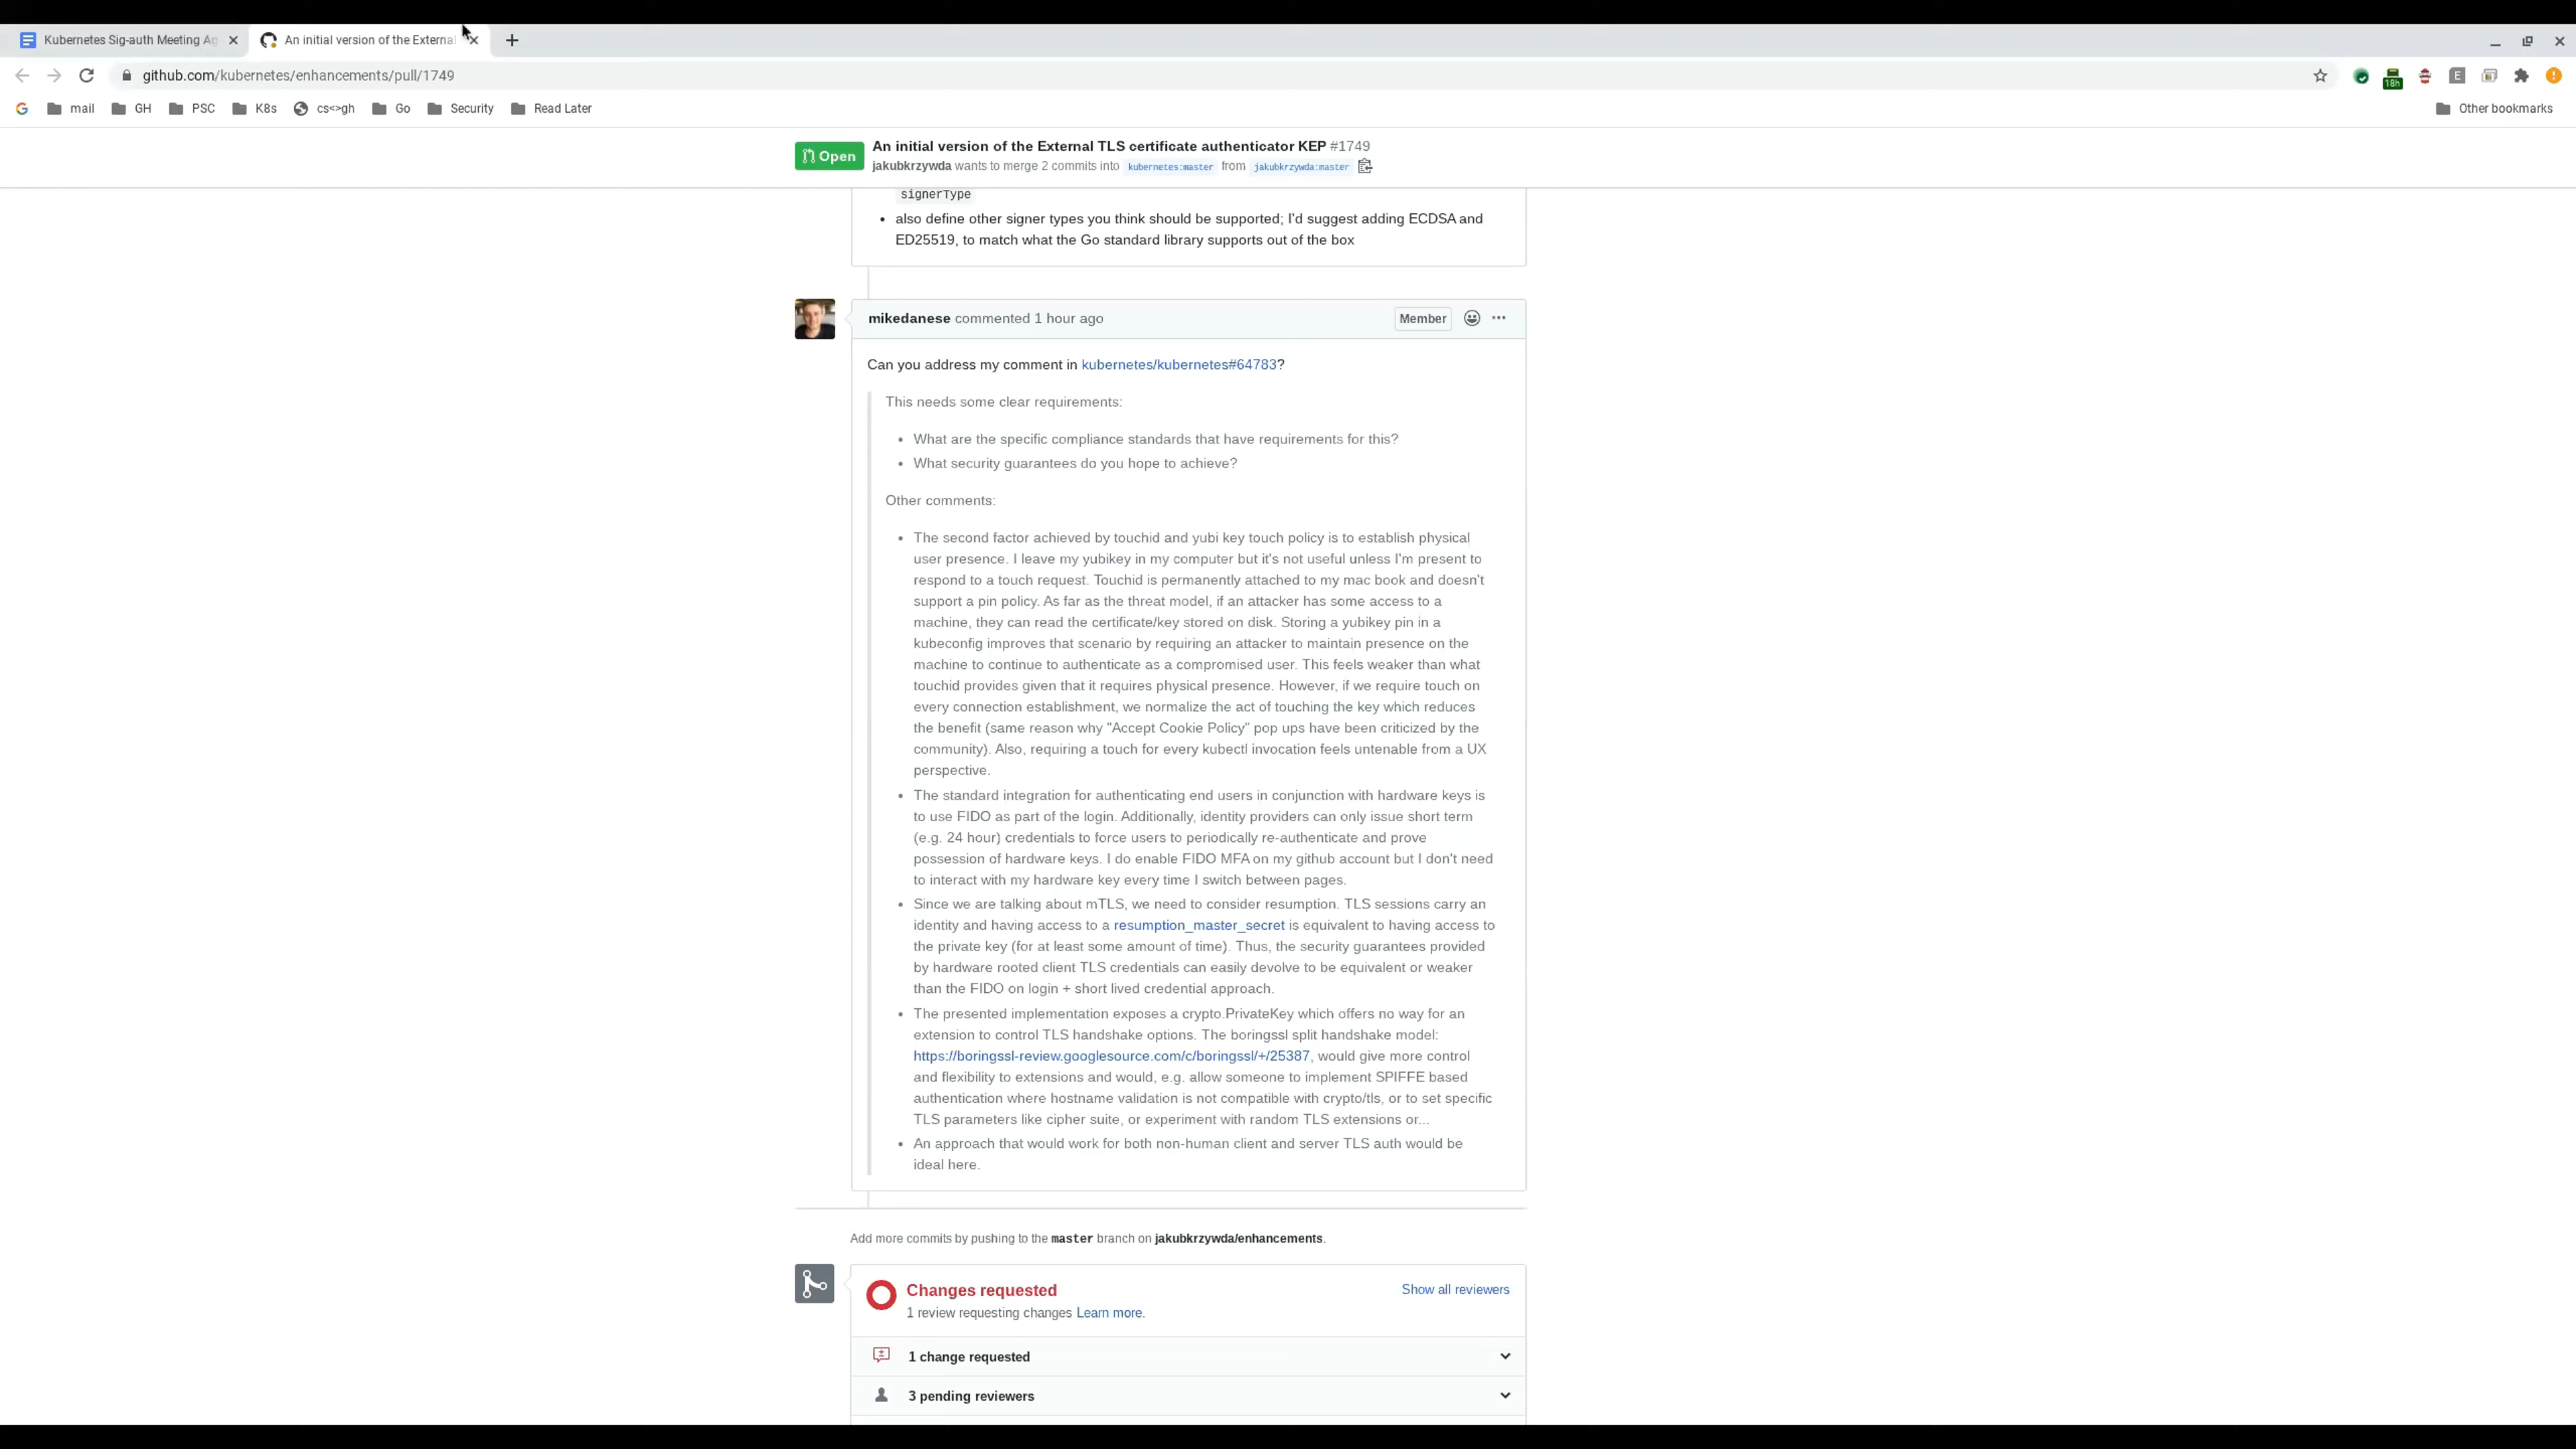 Kubernetes Sig-auth Meeting Ag
An initial version of the Externa
github.com/kubernetes/enhancements/pull/1749
18h
E
mail
GH
PSC
K8s
cs<>gh
Go
Security
Read Later
Other bookmarks
Open
An initial version of the External TLS certificate authenticator KEP #1749
jakubkrzywda wants to merge 2 commits into kubernetes:master from jakubkrzywda:master
signerType
• also define other signer types you think should be supported; I'd suggest adding ECDSA and
ED25519, to match what the Go standard library supports out of the box
mikedanese commented 1 hour ago
Member
Can you address my comment in kubernetes/kubernetes#64783?
This needs some clear requirements:
• What are the specific compliance standards that have requirements for this?
• What security guarantees do you hope to achieve?
Other comments:
• The second factor achieved by touchid and yubi key touch policy is to establish physical
user presence. I leave my yubikey in my computer but it's not useful unless I'm present to
respond to a touch request. Touchid is permanently attached to my mac book and doesn't
support a pin policy. As far as the threat model, if an attacker has some access to a
machine, they can read the certificate/key stored on disk. Storing a yubikey pin in a
kubeconfig improves that scenario by requiring an attacker to maintain presence on the
machine to continue to authenticate as a compromised user. This feels weaker than what
touchid provides given that it requires physical presence. However, if we require touch on
every connection establishment, we normalize the act of touching the key which reduces
the benefit (same reason why "Accept Cookie Policy" pop ups have been criticized by the
community). Also, requiring a touch for every kubectl invocation feels untenable from a UX
perspective.
• The standard integration for authenticating end users in conjunction with hardware keys is
to use FIDO as part of the login. Additionally, identity providers can only issue short term
(e.g. 24 hour) credentials to force users to periodically re-authenticate and prove
possession of hardware keys. I do enable FIDO MFA on my github account but I don't need
to interact with my hardware key every time I switch between pages.
• Since we are talking about mTLS, we need to consider resumption. TLS sessions carry an
identity and having access to a resumption_master_secret is equivalent to having access to
the private key (for at least some amount of time). Thus, the security guarantees provided
by hardware rooted client TLS credentials can easily devolve to be equivalent or weaker
than the FIDO on login + short lived credential approach.
• The presented implementation exposes a crypto.PrivateKey which offers no way for an
extension to control TLS handshake options. The boringssl split handshake model:
https://boringssl-review.googlesource.com/c/boringssl/+/25387, would give more control
and flexibility to extensions and would, e.g. allow someone to implement SPIFFE based
authentication where hostname validation is not compatible with crypto/tls, or to set specific
TLS parameters like cipher suite, or experiment with random TLS extensions or...
• An approach that would work for both non-human client and server TLS auth would be
ideal here.
Add more commits by pushing to the master branch on jakubkrzywda/enhancements.
Changes requested
Show all reviewers
1 review requesting changes Learn more.
1 change requested
3 pending reviewers